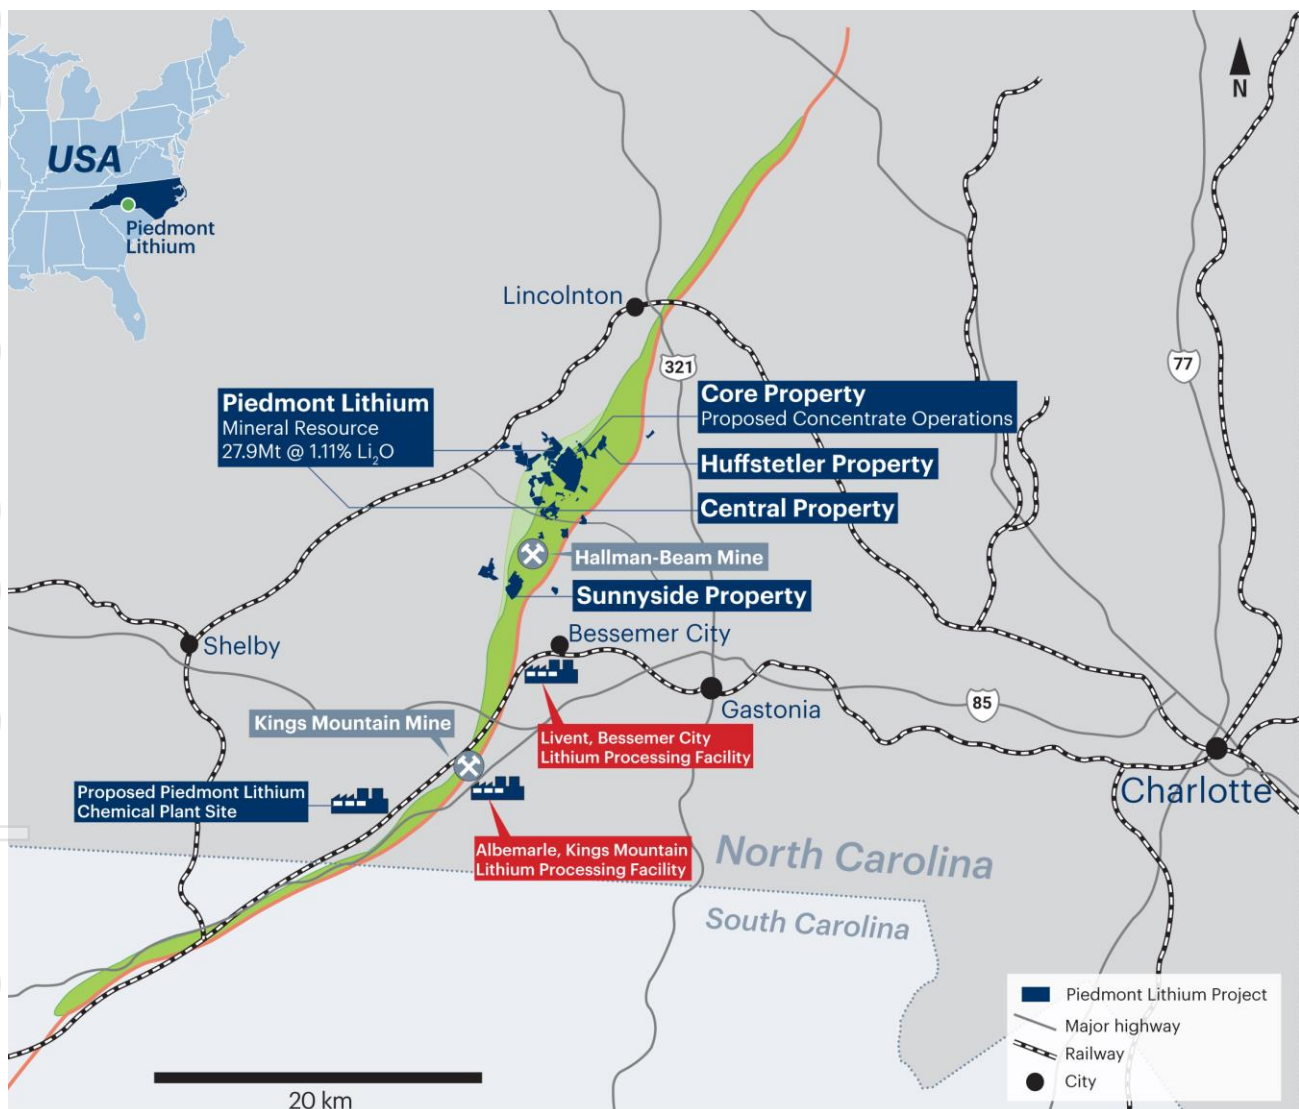 USA
Piedmont
Lithium
N
Lincolnton
321
77
Piedmont Lithium
Mineral Resource
27.9Mt @ 1.11% Li₂O
Core Property
Proposed Concentrate Operations
Huffstetler Property
Central Property
Hallman-Beam Mine
Sunnyside Property
Shelby
Bessemer City
Gastonia
85
Kings Mountain Mine
Livent, Bessemer City
Lithium Processing Facility
Proposed Piedmont Lithium
Chemical Plant Site
Charlotte
Albemarle, Kings Mountain
Lithium Processing Facility
North Carolina
South Carolina
Piedmont Lithium Project
Major highway
Railway
City
20 km